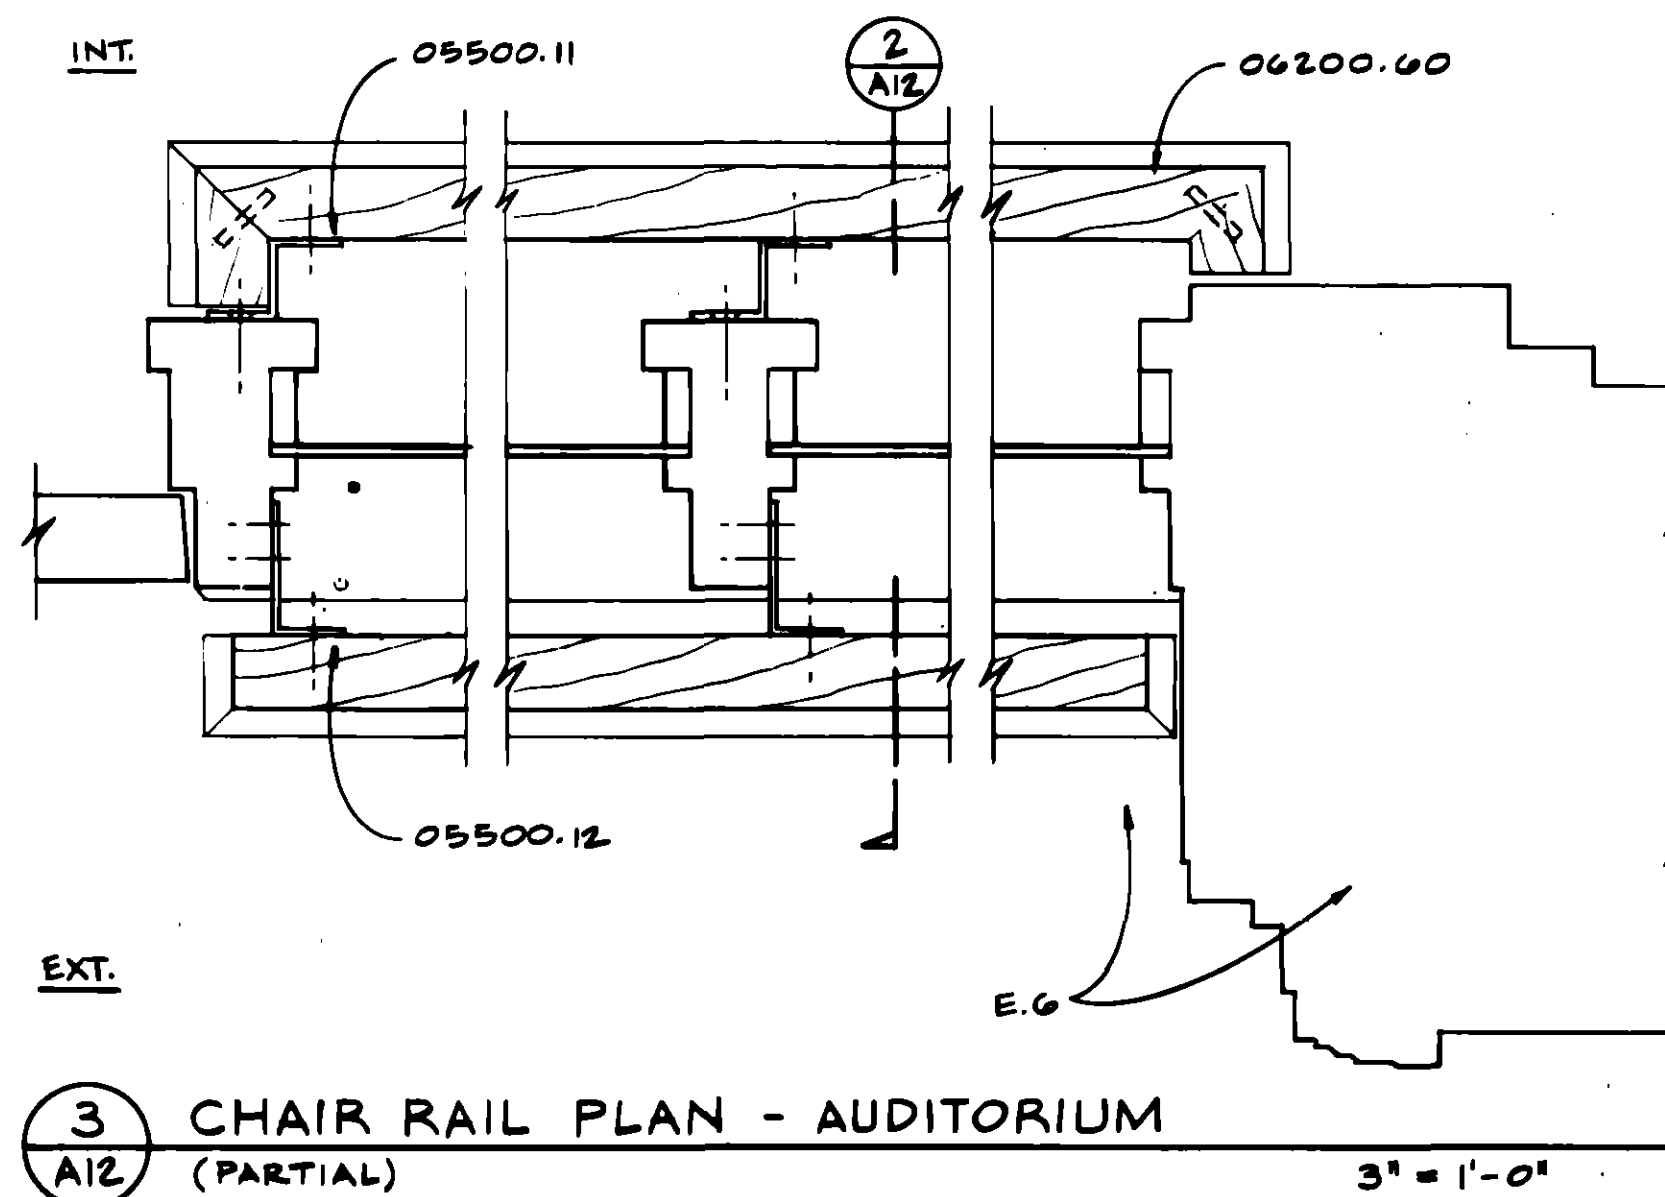 INT.
05500.11
2
A12
06200.60
05500.12
EXT.
E.6
3
A12
CHAIR RAIL PLAN - AUDITORIUM
(PARTIAL)
3" = 1'-0"